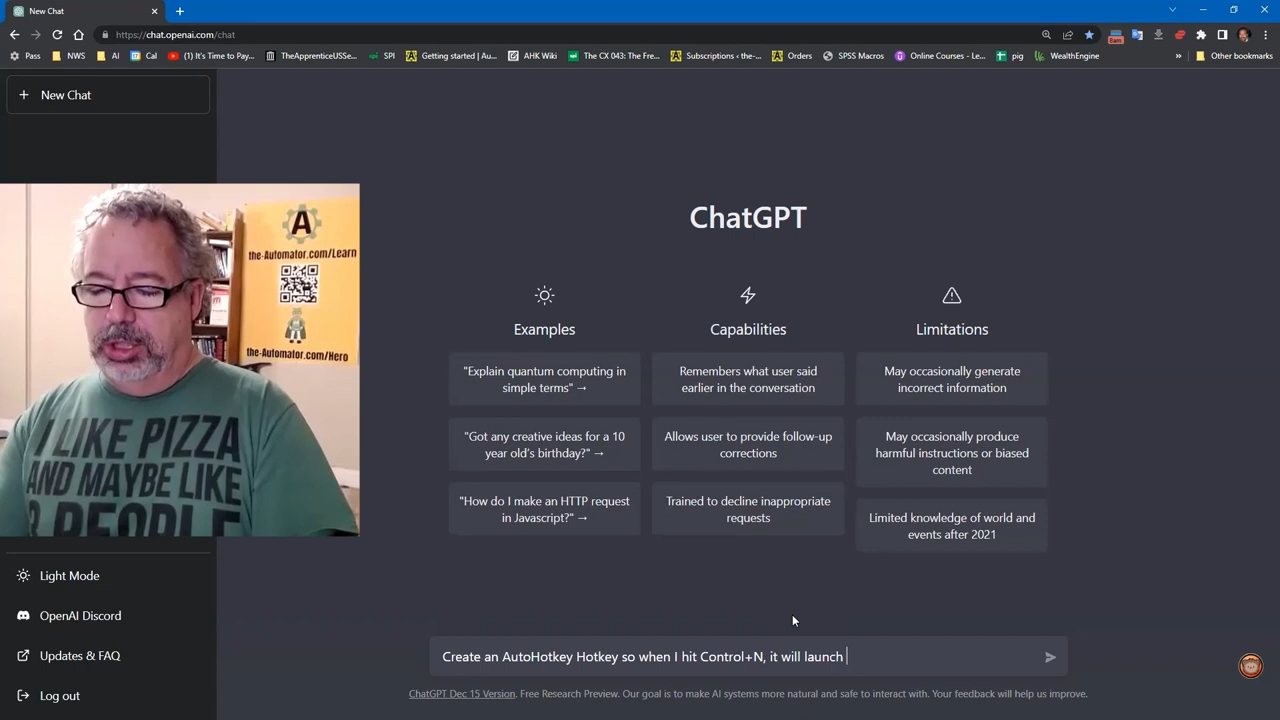 New Chat
https://chat.openai.com/chat
Pass
NWS
AI
Cal
(1) It's Time to Pay...
TheApprenticeUSSe...
SPI
Getting started | Au...
AHK Wiki
The CX 043: The Fre...
Subscriptions ‹ the-...
Orders
SPSS Macros
Online Courses - Le...
pig
WealthEngine
»
Other bookmarks
+ New Chat
ChatGPT
Examples
Capabilities
Limitations
"Explain quantum computing in
simple terms" →
Remembers what user said
earlier in the conversation
May occasionally generate
incorrect information
"Got any creative ideas for a 10
year old's birthday?" →
Allows user to provide follow-up
corrections
May occasionally produce
harmful instructions or biased
content
"How do I make an HTTP request
in Javascript?" →
Trained to decline inappropriate
requests
Limited knowledge of world and
events after 2021
A
the-Automator.com/Learn
the-Automator.com/Hero
I LIKE PIZZA
AND MAYBE LIKE
3 PEOPLE
Light Mode
OpenAI Discord
Updates & FAQ
Log out
Create an AutoHotkey Hotkey so when I hit Control+N, it will launch
ChatGPT Dec 15 Version. Free Research Preview. Our goal is to make AI systems more natural and safe to interact with. Your feedback will help us improve.